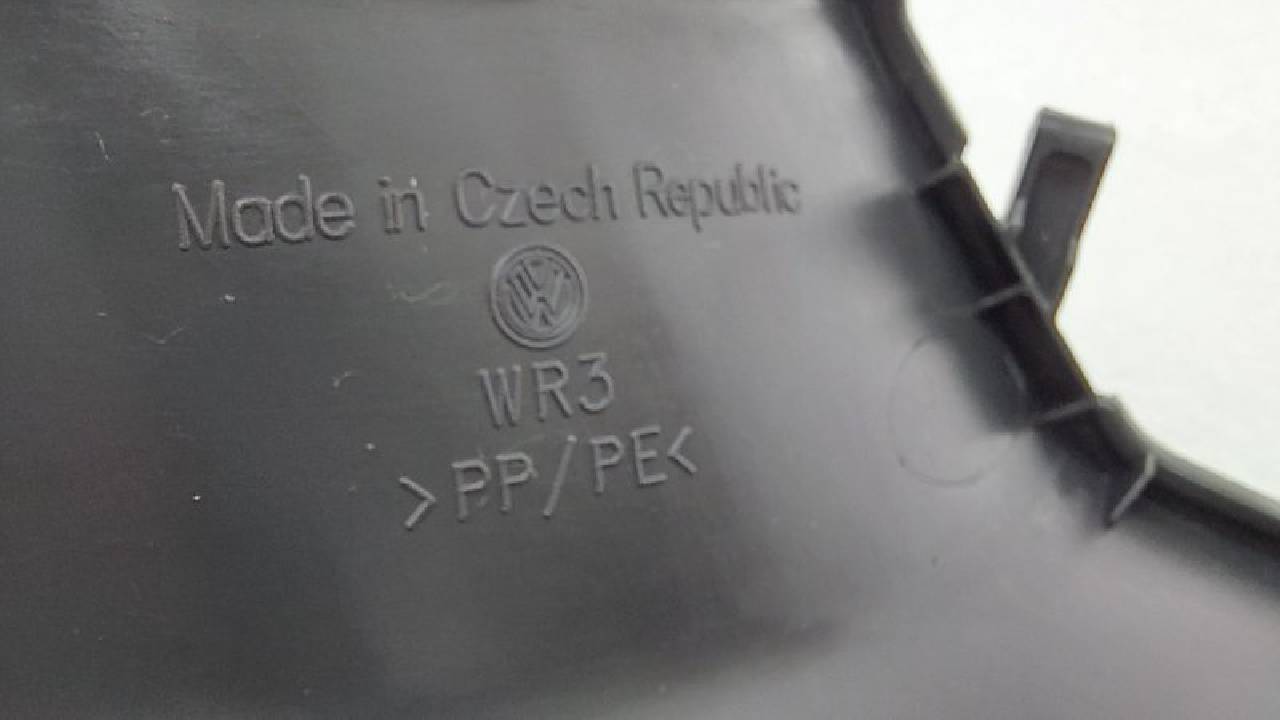 Made in Czech Republic
VW
WR3
>PP/PE<